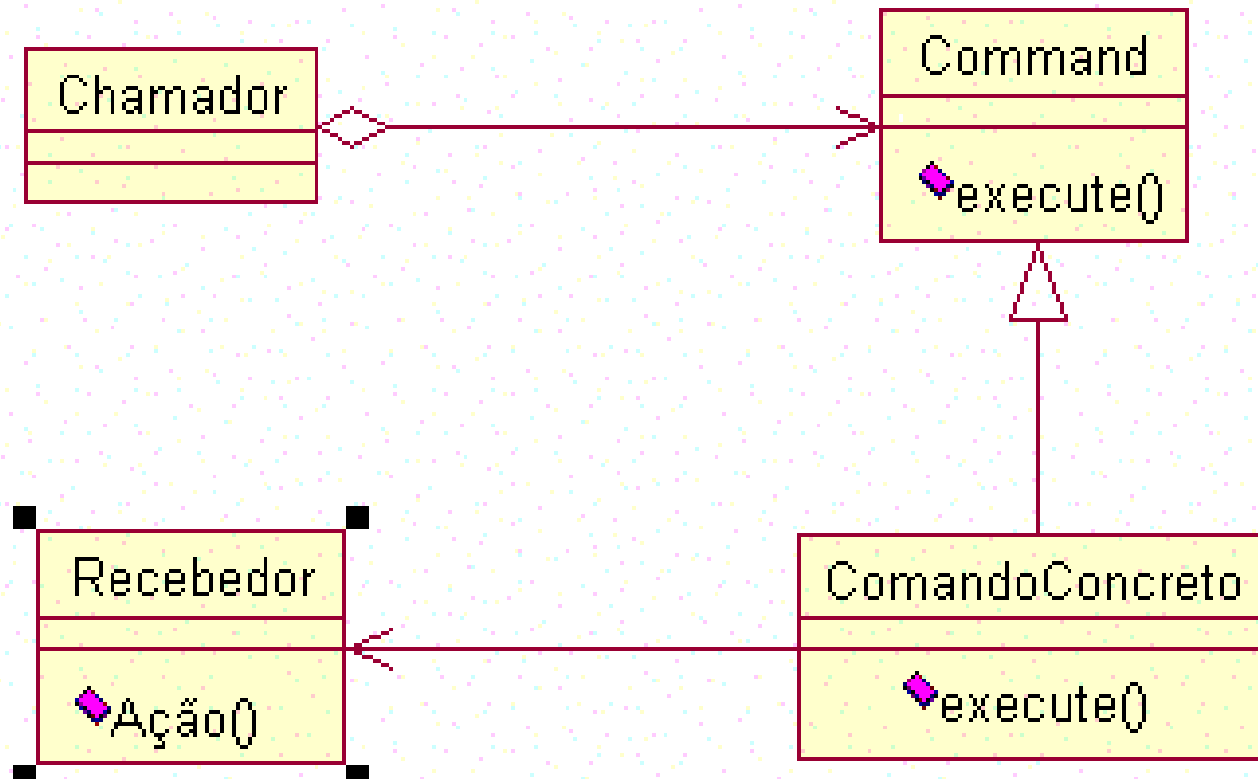 Chamador
Command
execute()
Recebedor
Ação()
ComandoConcreto
execute()